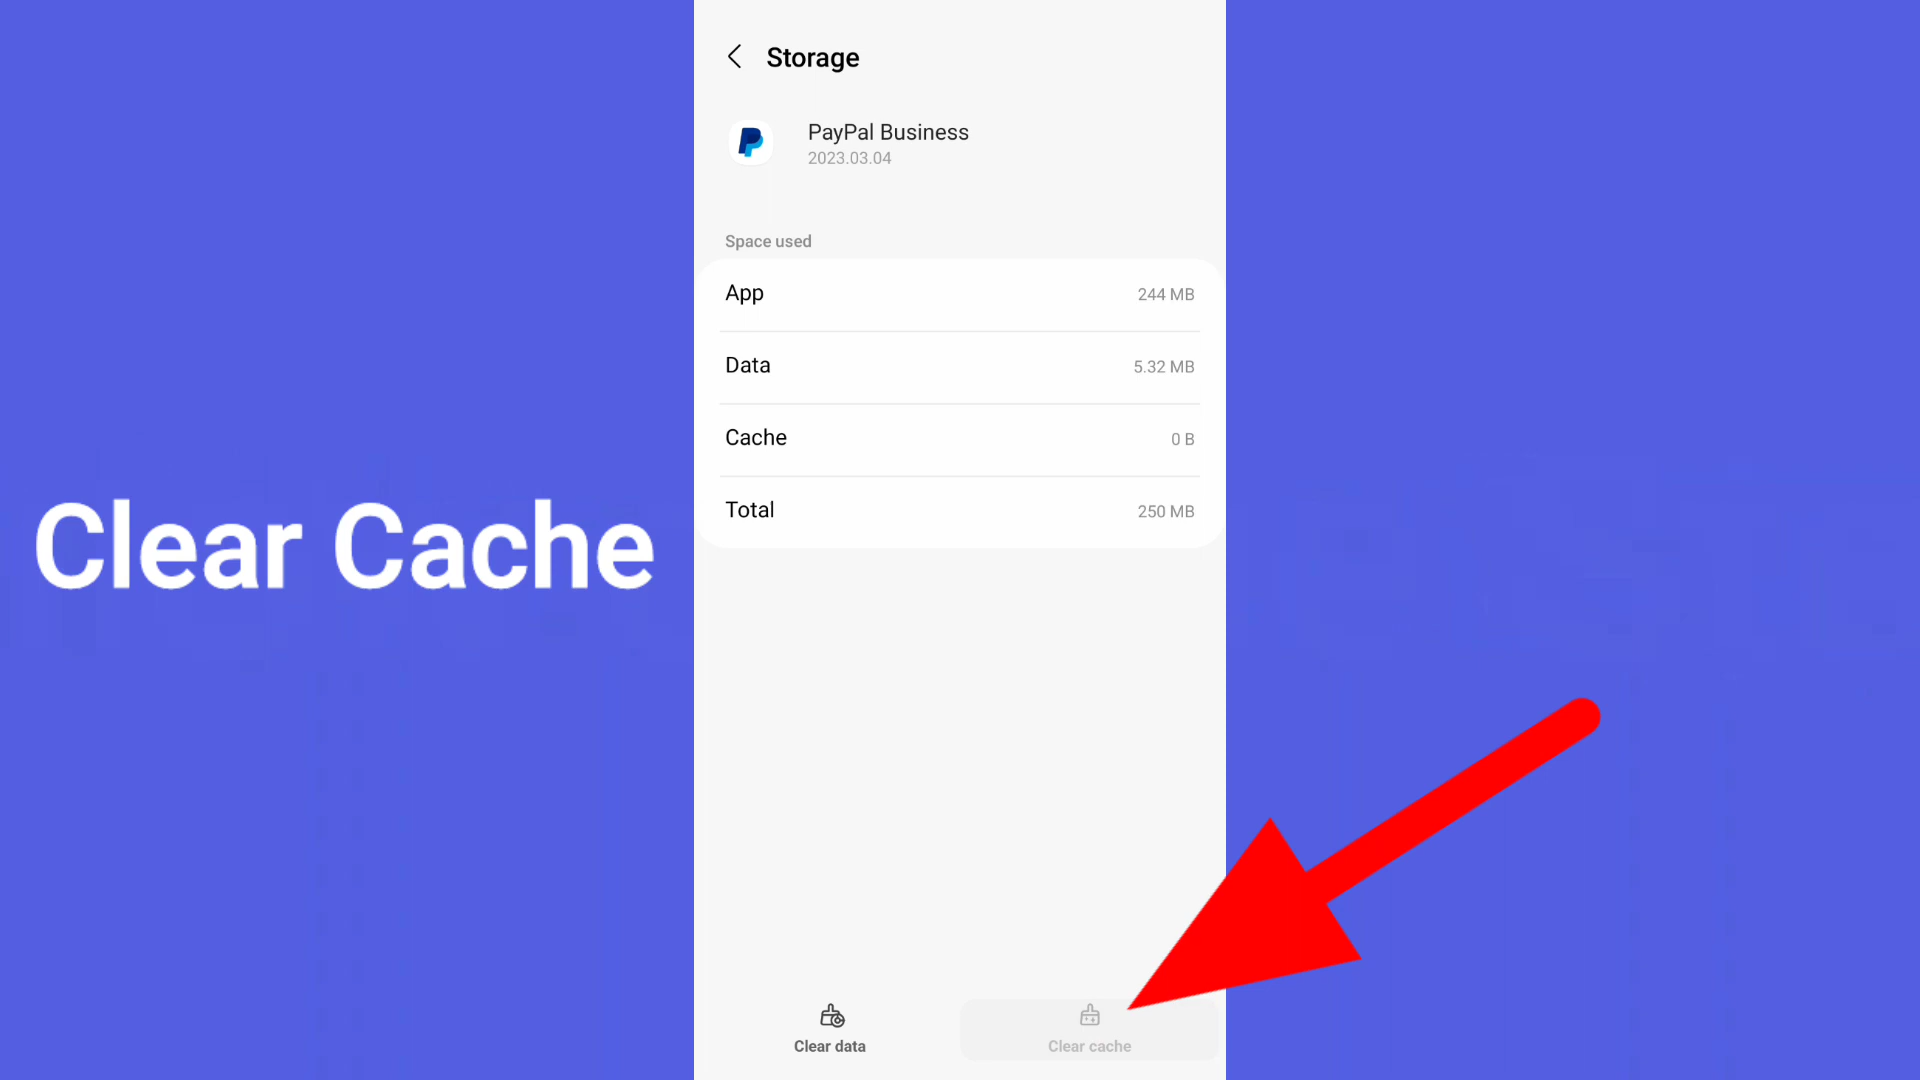 Storage
PayPal Business
2023.03.04
Space used
App 244 MB
Data 5.32 MB
Cache 0 B
Total 250 MB
Clear Cache
Clear data
Clear cache